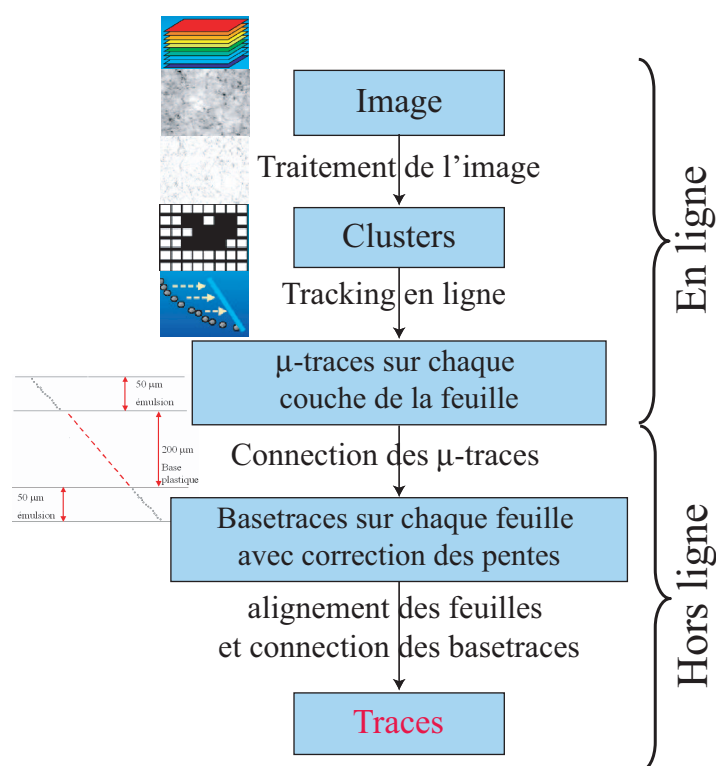 Image
Traitement de l'image
Clusters
Tracking en ligne
μ-traces sur chaque
couche de la feuille
Connection des μ-traces
Basetraces sur chaque feuille
avec correction des pentes
alignement des feuilles
et connection des basetraces
Traces
En ligne
Hors ligne
50 μm
émulsion
200 μm
Base
plastique
50 μm
émulsion